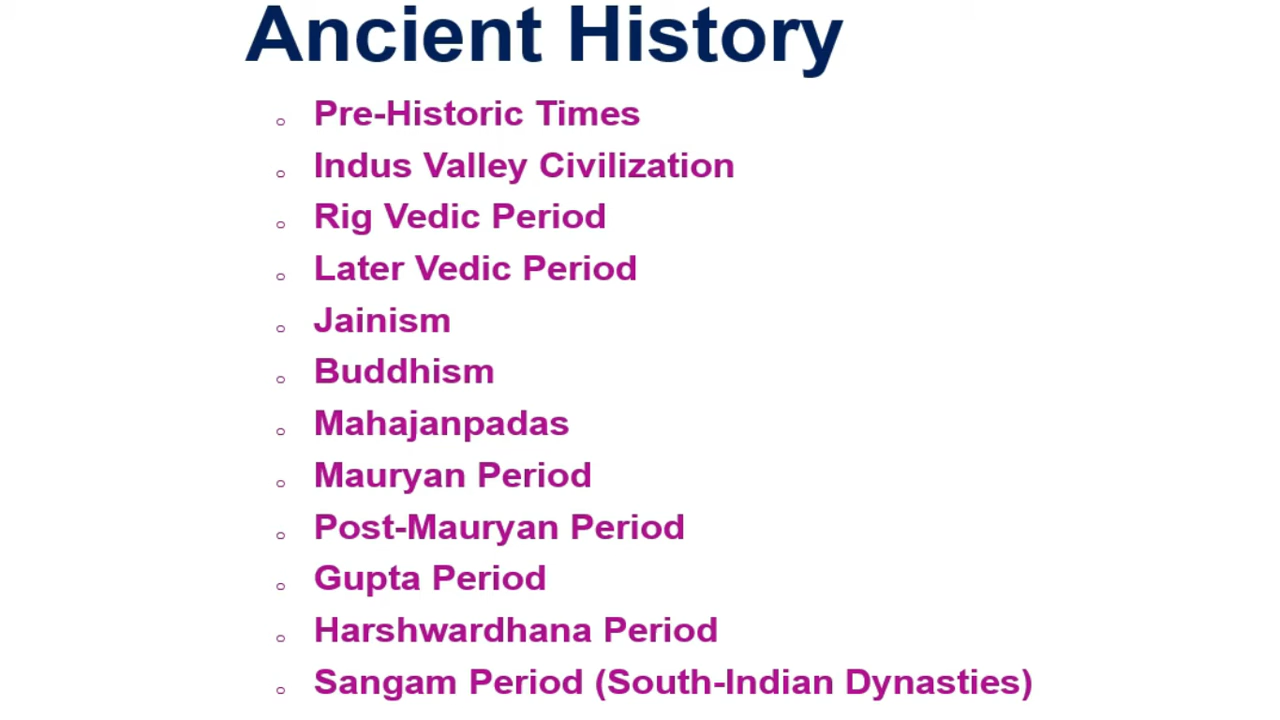 Ancient History
Pre-Historic Times
Indus Valley Civilization
Rig Vedic Period
Later Vedic Period
Jainism
Buddhism
Mahajanpadas
Mauryan Period
Post-Mauryan Period
Gupta Period
Harshwardhana Period
Sangam Period (South-Indian Dynasties)